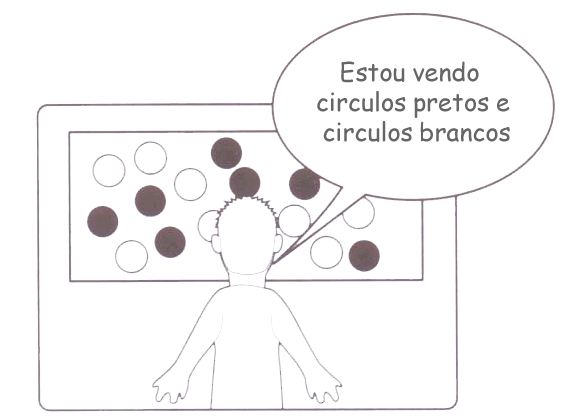 Estou vendo
circulos pretos e
circulos brancos